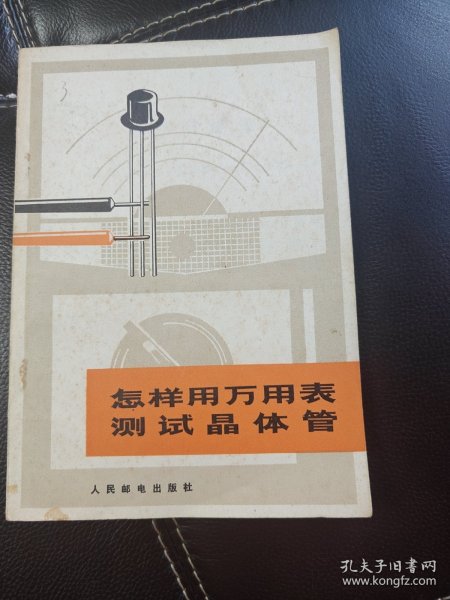 3
怎样用万用表
测试晶体管
人民邮电出版社
孔夫子旧书网
www.kongfz.com